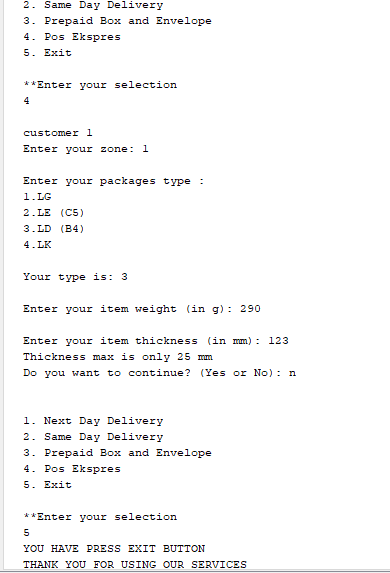 2. Same Day Delivery
3. Prepaid Box and Envelope
4. Pos Ekspres
5. Exit
**Enter your selection
4
customer 1
Enter your zone: 1
Enter your packages type :
1.LG
2.LE (C5)
3.LD (B4)
4.LK
Your type is: 3
Enter your item weight (in g): 290
Enter your item thickness (in mm): 123
Thickness max is only 25 mm
Do you want to continue? (Yes or No): n
1. Next Day Delivery
2. Same Day Delivery
3. Prepaid Box and Envelope
4. Pos Ekspres
5. Exit
**Enter your selection
5
YOU HAVE PRESS EXIT BUTTON
THANK YOU FOR USING OUR SERVICES